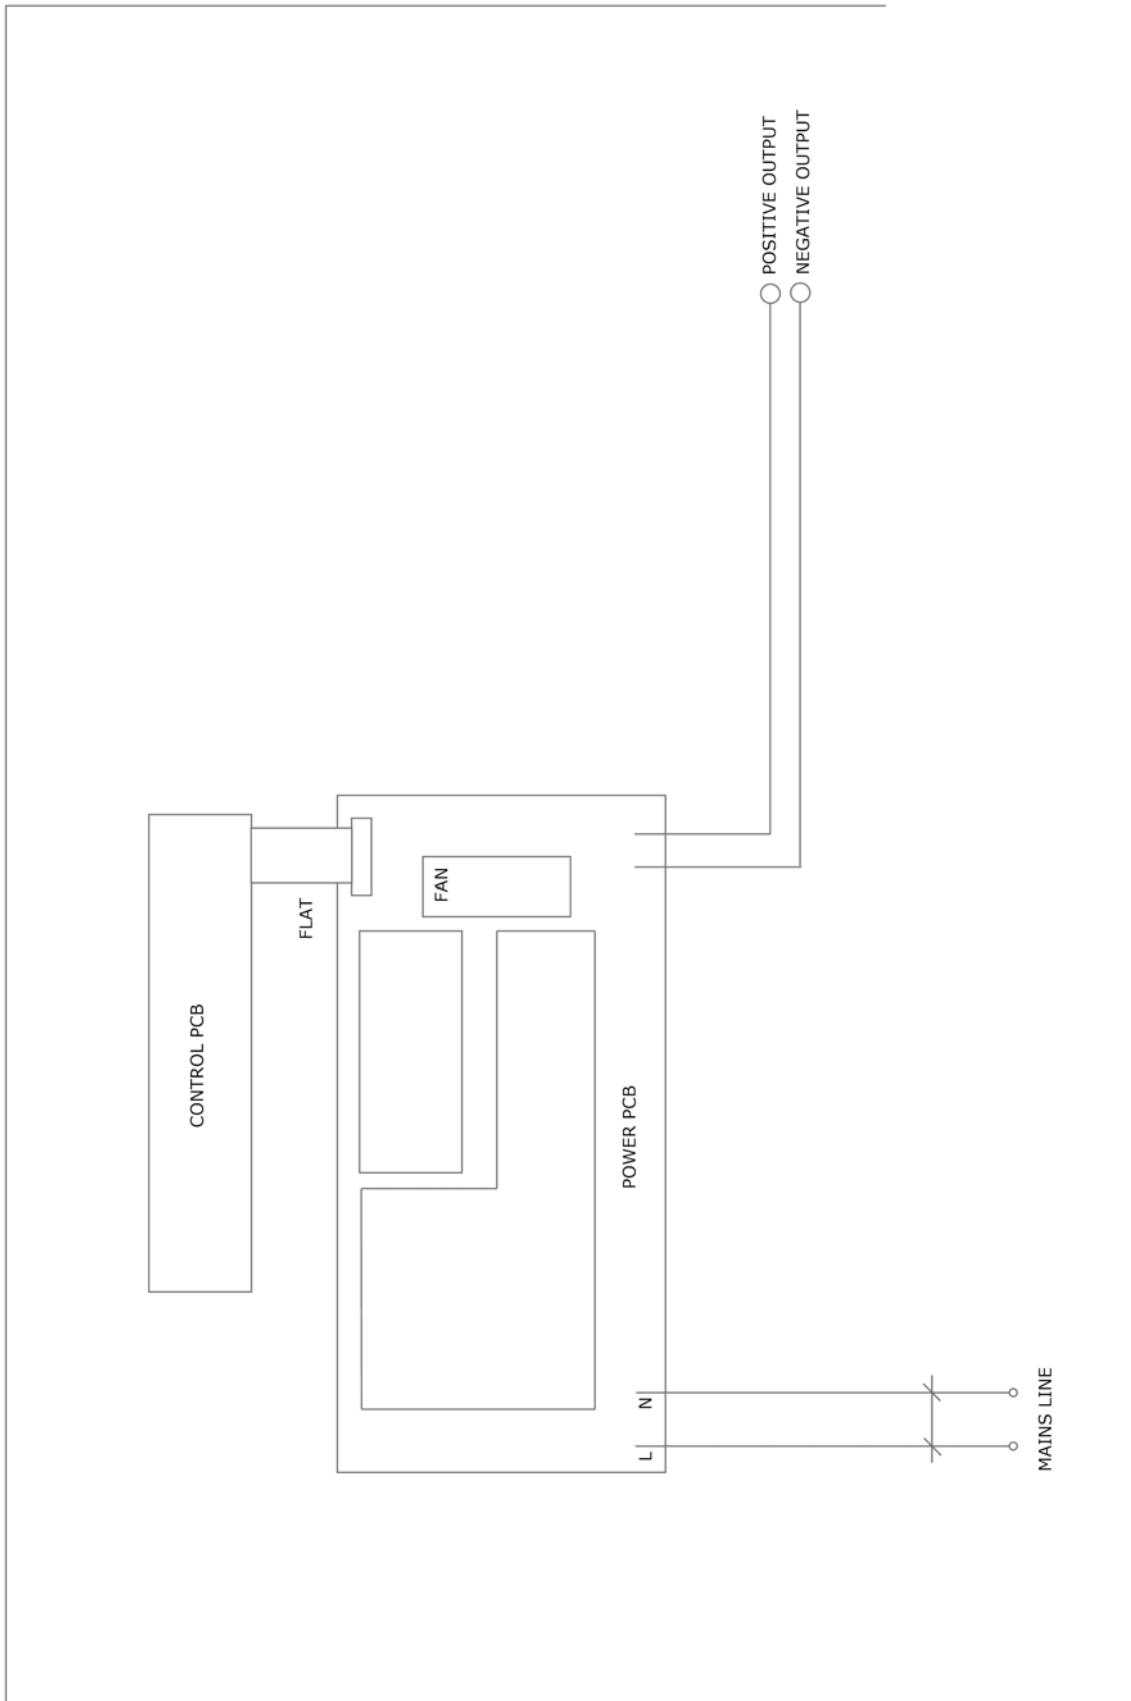 CONTROL PCB
FLAT
FAN
POWER PCB
L
N
POSITIVE OUTPUT
NEGATIVE OUTPUT
MAINS LINE